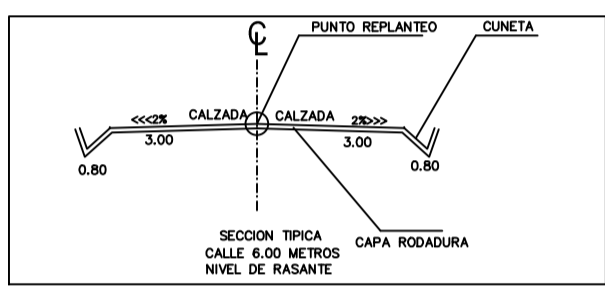 ℄
PUNTO REPLANTEO
CUNETA
<<<2% CALZADA CALZADA 2%>>>
3.00 3.00
0.80 0.80
SECCION TIPICA
CALLE 6.00 METROS
NIVEL DE RASANTE
CAPA RODADURA